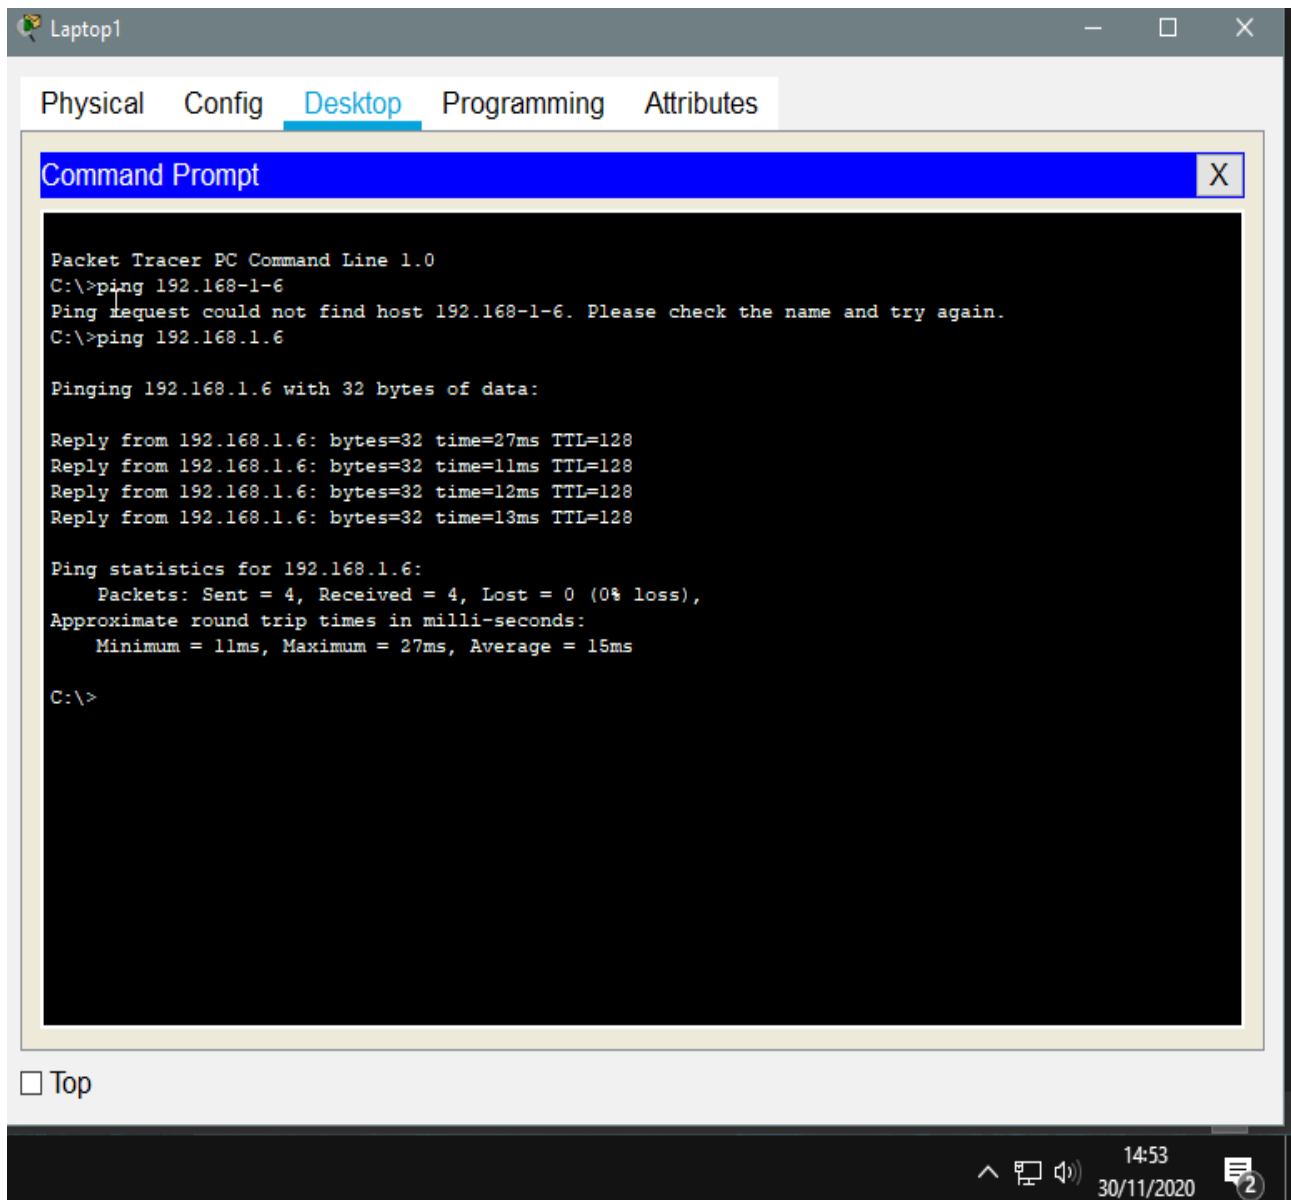 Laptop1
Physical Config Desktop Programming Attributes
Command Prompt X
Packet Tracer PC Command Line 1.0
C:\>ping 192.168-1-6
Ping request could not find host 192.168-1-6. Please check the name and try again.
C:\>ping 192.168.1.6
Pinging 192.168.1.6 with 32 bytes of data:
Reply from 192.168.1.6: bytes=32 time=27ms TTL=128
Reply from 192.168.1.6: bytes=32 time=11ms TTL=128
Reply from 192.168.1.6: bytes=32 time=12ms TTL=128
Reply from 192.168.1.6: bytes=32 time=13ms TTL=128
Ping statistics for 192.168.1.6:
Packets: Sent = 4, Received = 4, Lost = 0 (0% loss),
Approximate round trip times in milli-seconds:
Minimum = 11ms, Maximum = 27ms, Average = 15ms
C:\>
Top
14:53
30/11/2020
2